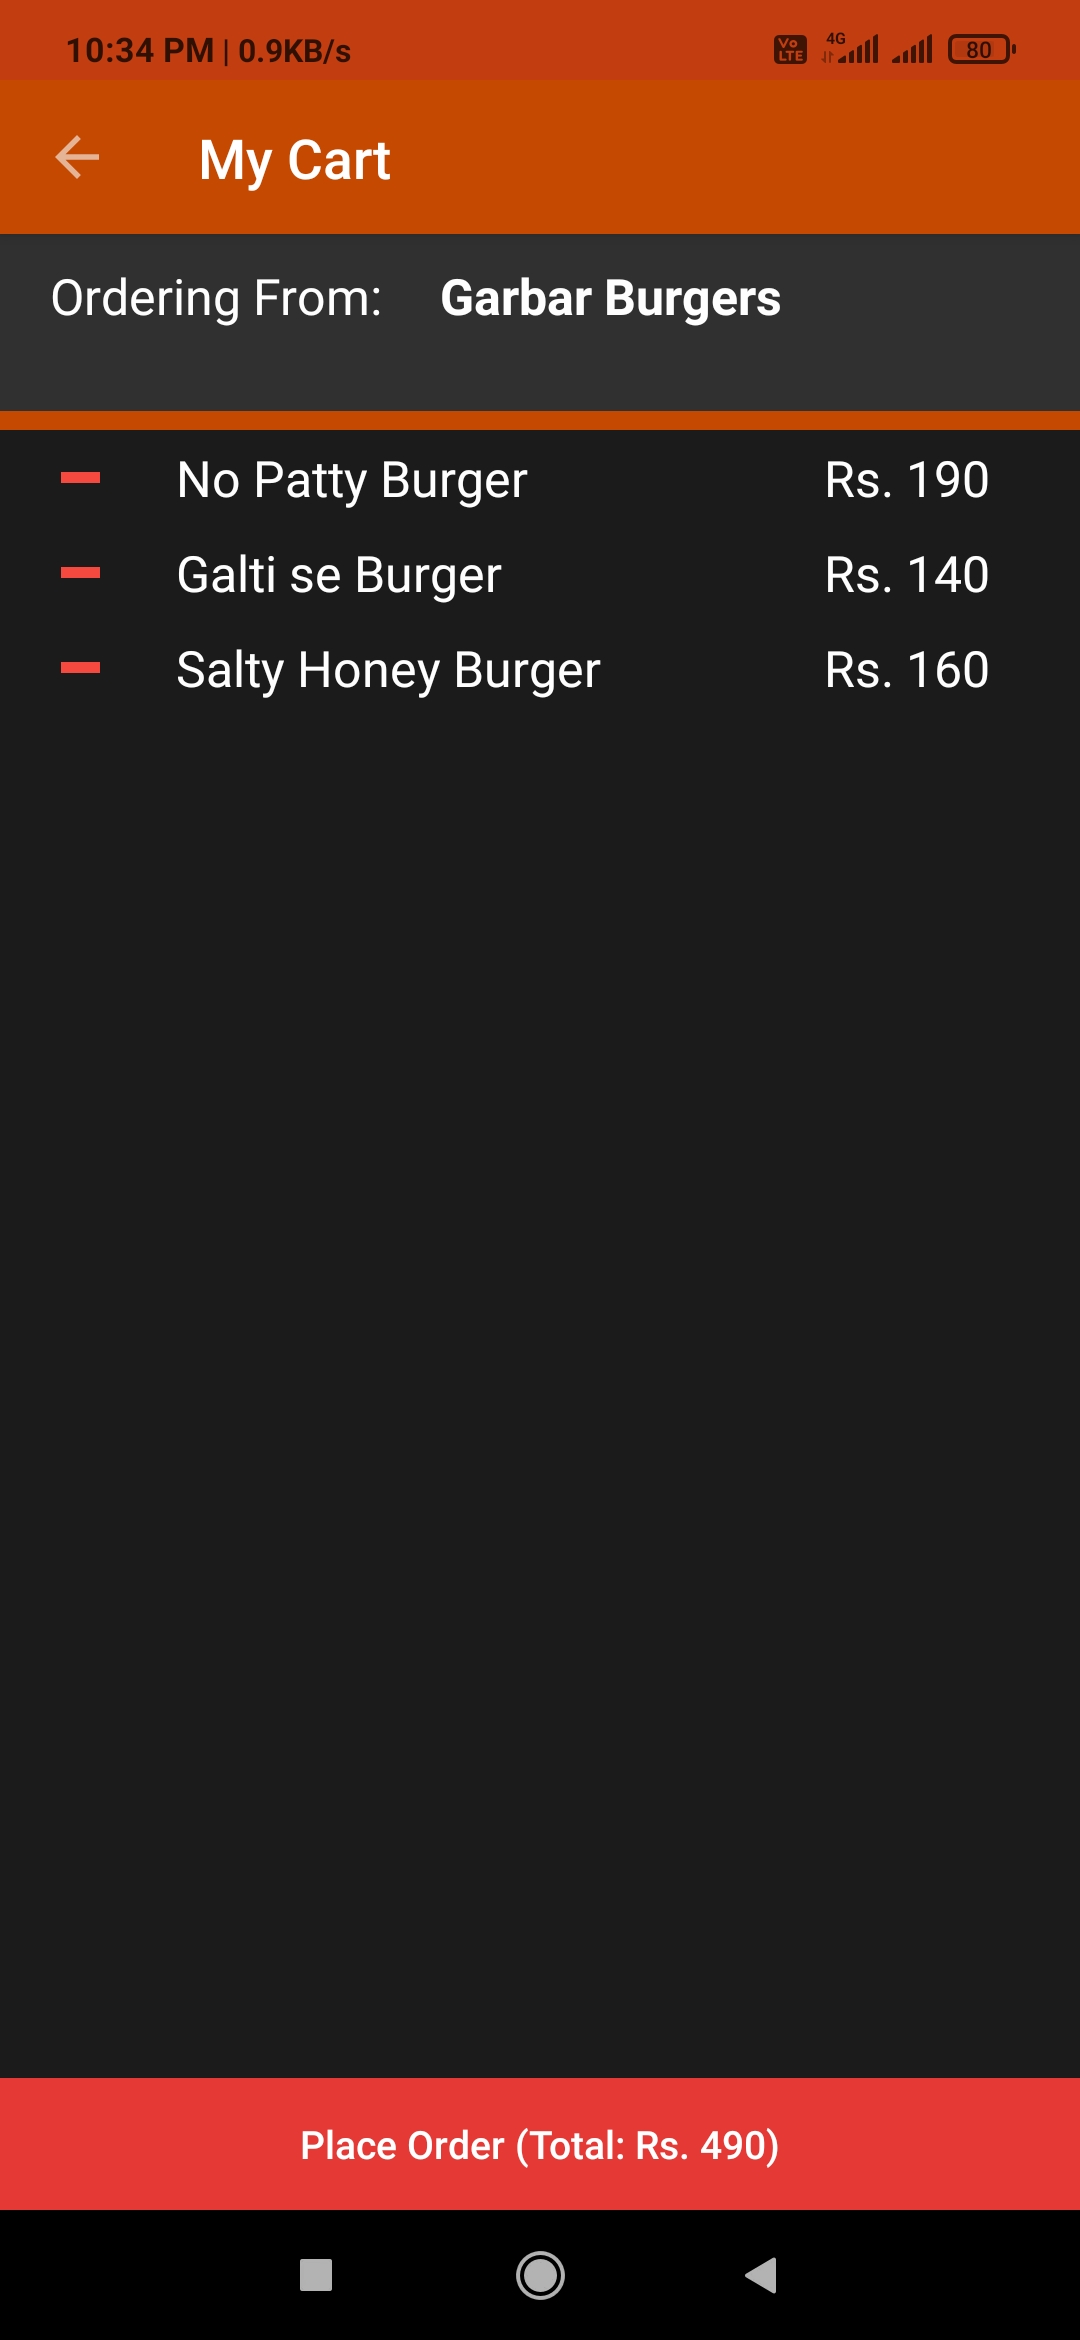 10:34 PM | 0.9KB/s Vo LTE 4G 80
My Cart
Ordering From: Garbar Burgers
No Patty Burger Rs. 190
Galti se Burger Rs. 140
Salty Honey Burger Rs. 160
Place Order (Total: Rs. 490)